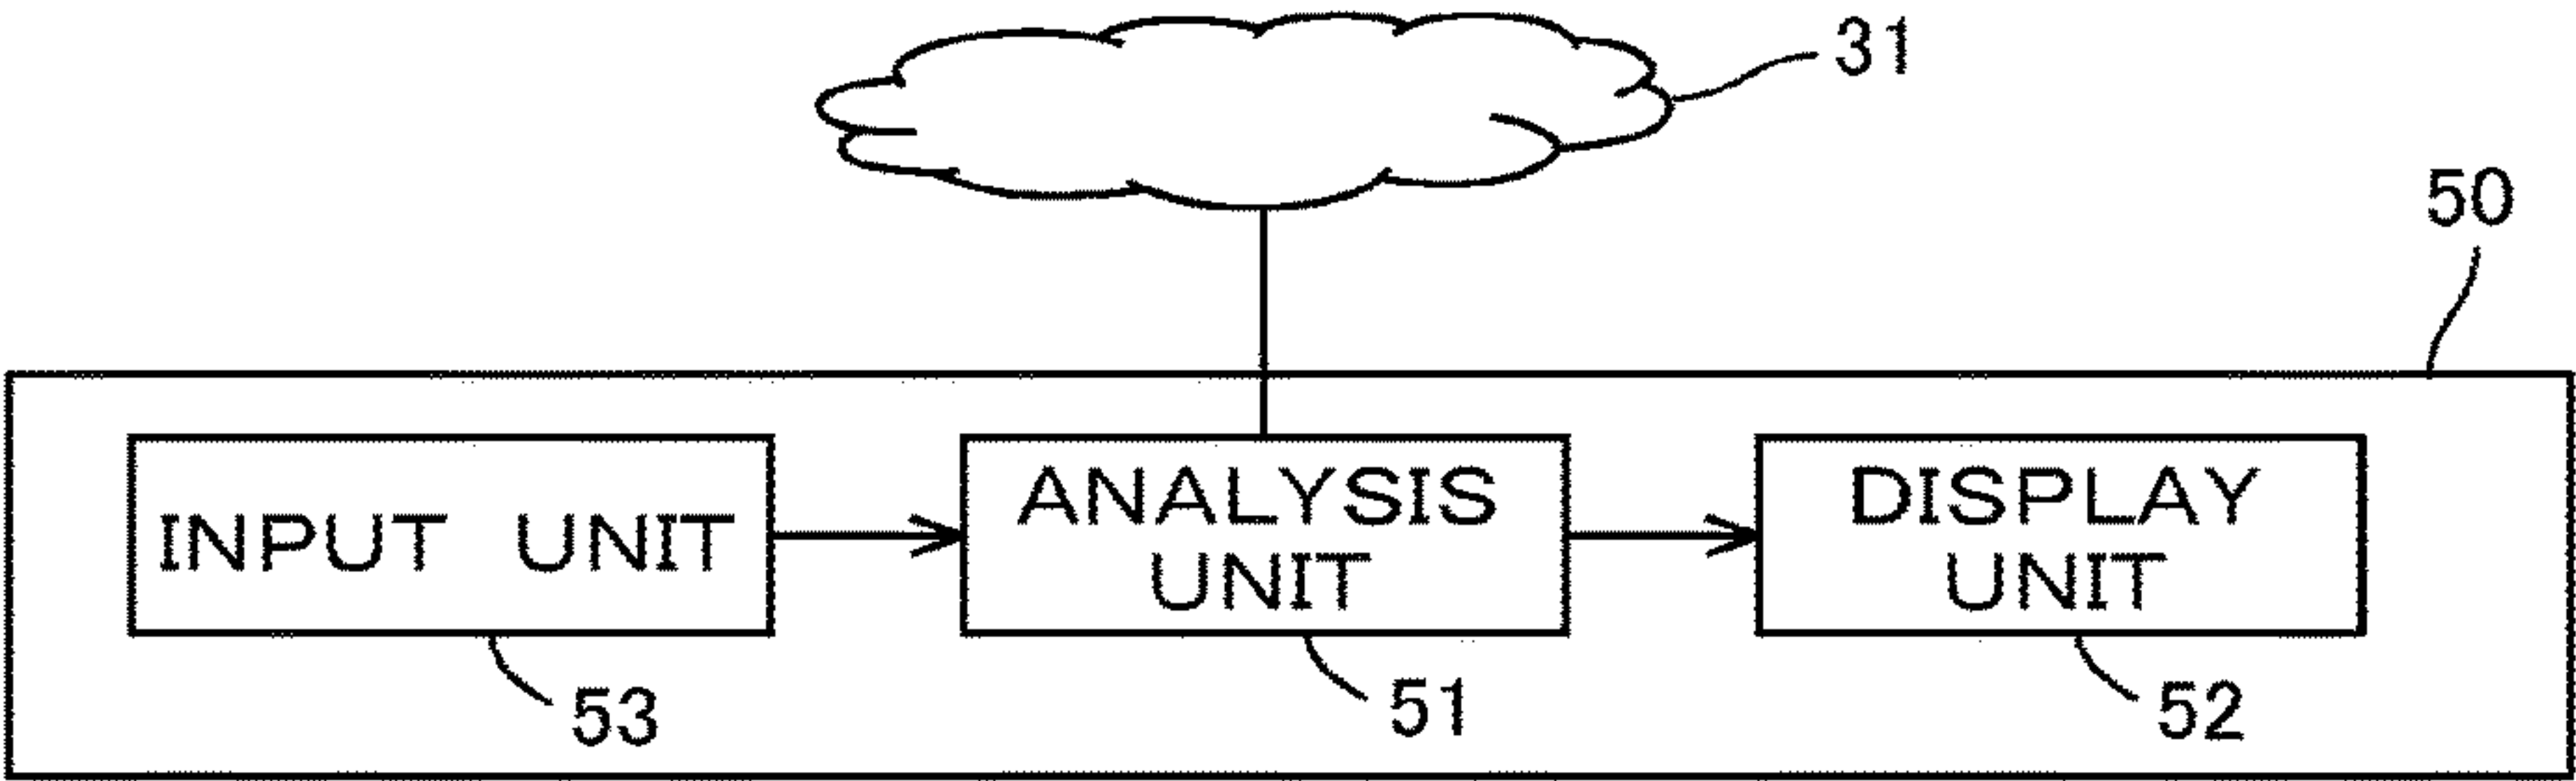 31
50
INPUT UNIT
ANALYSIS
UNIT
DISPLAY
UNIT
53
51
52